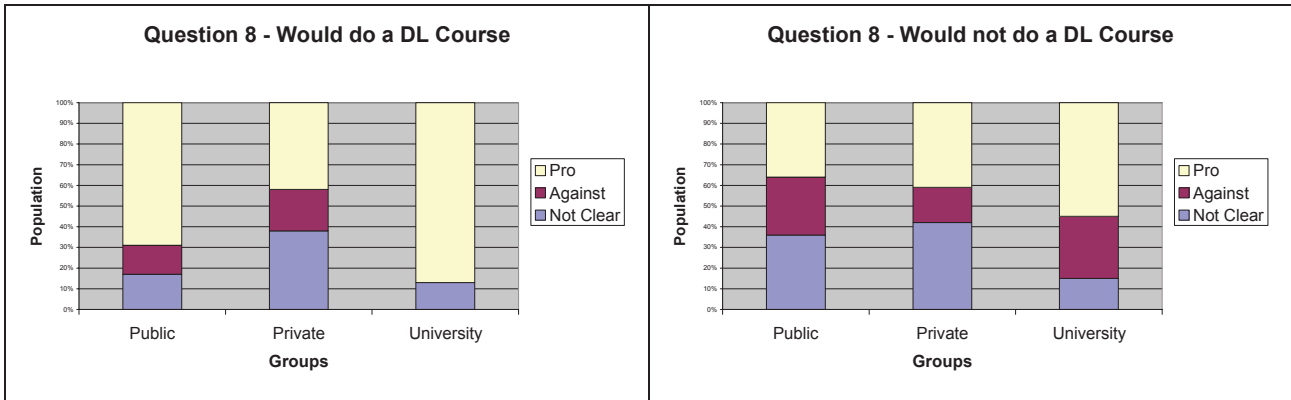 Question 8 - Would do a DL Course
Population
100%
90%
80%
70%
60%
50%
40%
30%
20%
10%
0%
Public
Private
University
Groups
Pro
Against
Not Clear
Question 8 - Would not do a DL Course
Population
100%
90%
80%
70%
60%
50%
40%
30%
20%
10%
0%
Public
Private
University
Groups
Pro
Against
Not Clear